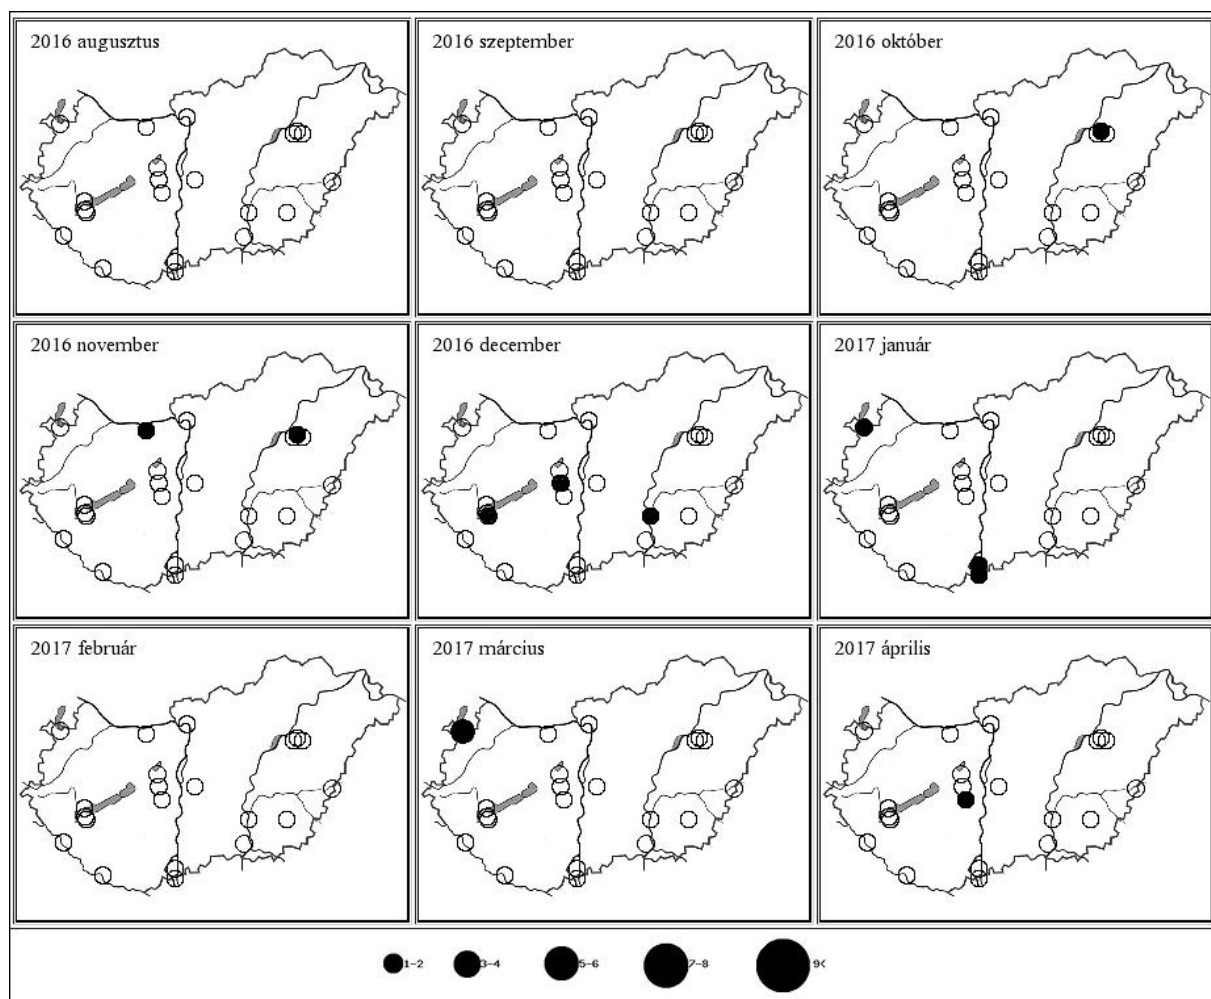 2016 augusztus
2016 szeptember
2016 október
2016 november
2016 december
2017 január
2017 február
2017 március
2017 április
1-2 3-4 5-6 7-8 9<